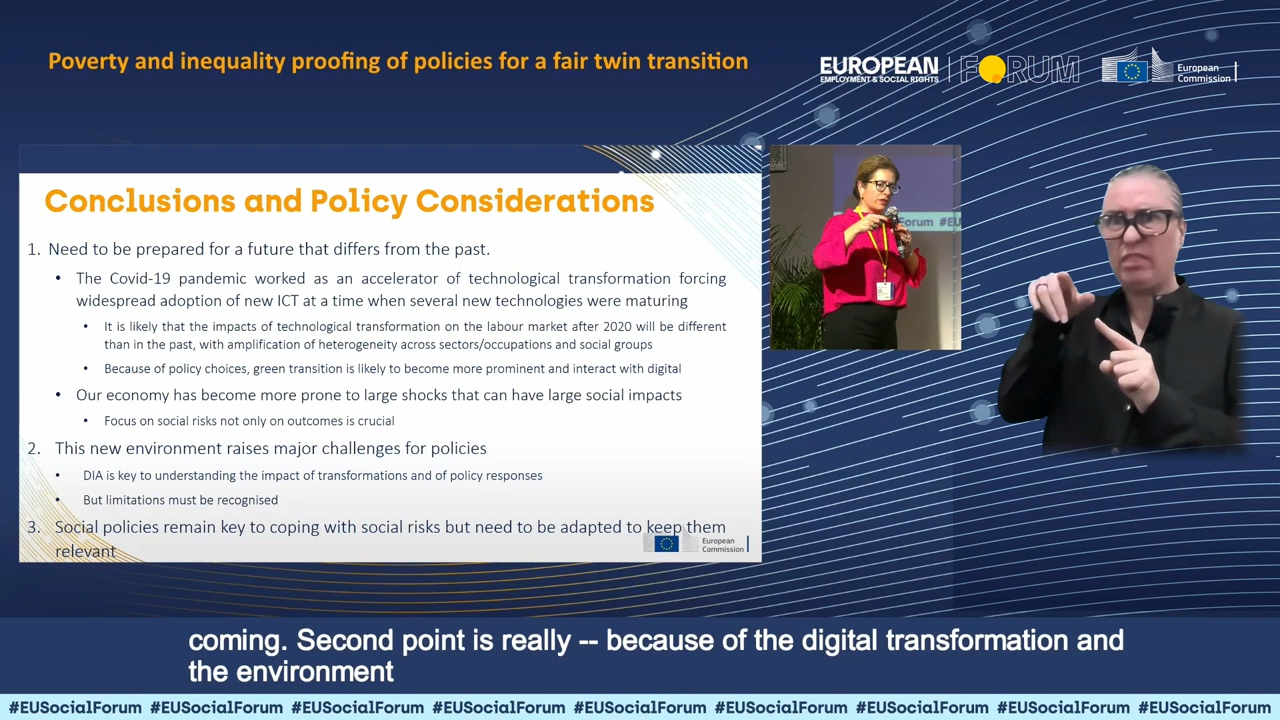 Poverty and inequality proofing of policies for a fair twin transition
EUROPEAN
EMPLOYMENT & SOCIAL RIGHTS
FORUM
European
Commission
Conclusions and Policy Considerations
1. Need to be prepared for a future that differs from the past.
• The Covid-19 pandemic worked as an accelerator of technological transformation forcing
widespread adoption of new ICT at a time when several new technologies were maturing
• It is likely that the impacts of technological transformation on the labour market after 2020 will be different
than in the past, with amplification of heterogeneity across sectors/occupations and social groups
• Because of policy choices, green transition is likely to become more prominent and interact with digital
• Our economy has become more prone to large shocks that can have large social impacts
• Focus on social risks not only on outcomes is crucial
2. This new environment raises major challenges for policies
• DIA is key to understanding the impact of transformations and of policy responses
• But limitations must be recognised
3. Social policies remain key to coping with social risks but need to be adapted to keep them
relevant
European
Commission
Forum #EU
coming. Second point is really -- because of the digital transformation and
the environment
#EUSocialForum #EUSocialForum #EUSocialForum #EUSocialForum #EUSocialForum #EUSocialForum #EUSocialForum #EUSocialForum #EUSocialForum